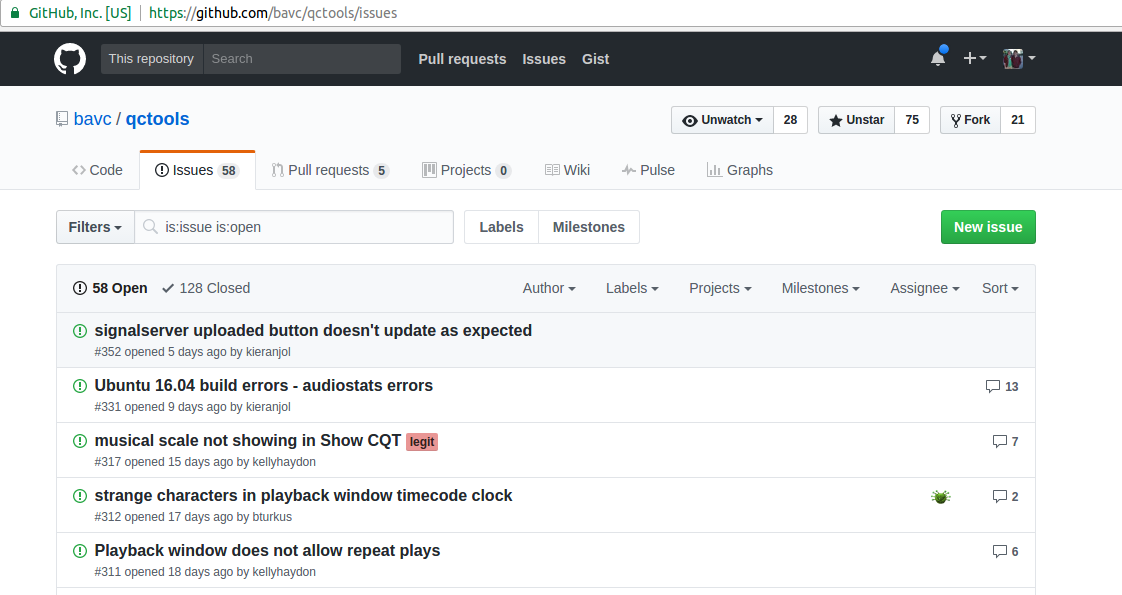 GitHub, Inc. [US] https://github.com/bavc/qctools/issues
This repository Search Pull requests Issues Gist
bavc / qctools Unwatch 28 Unstar 75 Fork 21
Code Issues 58 Pull requests 5 Projects 0 Wiki Pulse Graphs
Filters is:issue is:open Labels Milestones New issue
58 Open 128 Closed Author Labels Projects Milestones Assignee Sort
signalserver uploaded button doesn't update as expected
#352 opened 5 days ago by kieranjol
Ubuntu 16.04 build errors - audiostats errors 13
#331 opened 9 days ago by kieranjol
musical scale not showing in Show CQT legit 7
#317 opened 15 days ago by kellyhaydon
strange characters in playback window timecode clock 2
#312 opened 17 days ago by bturkus
Playback window does not allow repeat plays 6
#311 opened 18 days ago by kellyhaydon